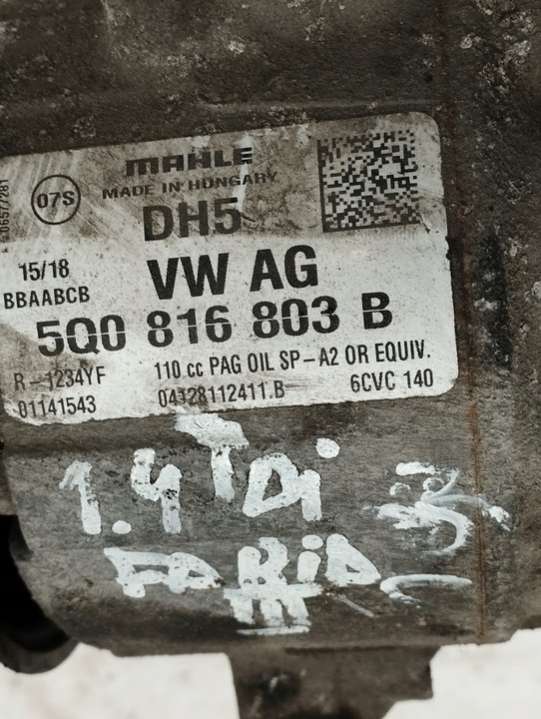 MAHLE
MADE IN HUNGARY
07S
DH5
15/18
VW AG
BBAABCB
5Q0 816 803 B
R-1234YF 110 cc PAG OIL SP-A2 OR EQUIV.
01141543 04328112411.B 6CVC 140
1.4 TDi
FABiA
III